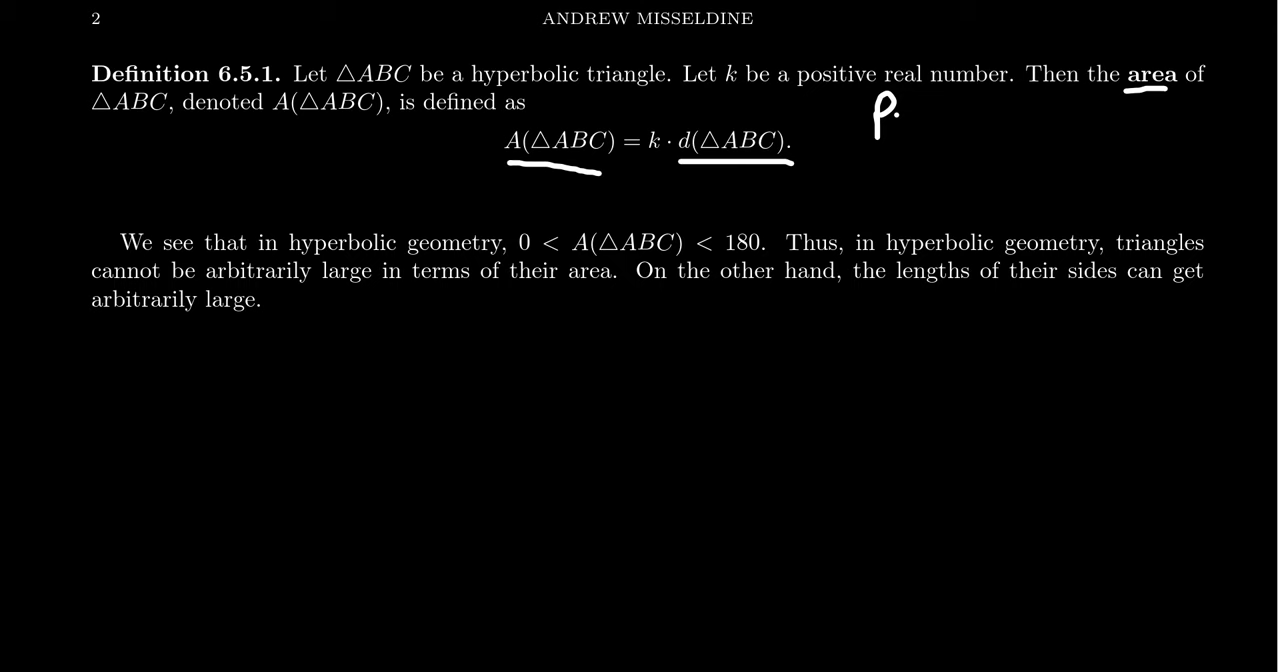 2 ANDREW MISSELDINE
Definition 6.5.1. Let △ABC be a hyperbolic triangle. Let k be a positive real number. Then the area of
△ABC, denoted A(△ABC), is defined as
p.
A(△ABC) = k · d(△ABC).
We see that in hyperbolic geometry, 0 < A(△ABC) < 180. Thus, in hyperbolic geometry, triangles
cannot be arbitrarily large in terms of their area. On the other hand, the lengths of their sides can get
arbitrarily large.